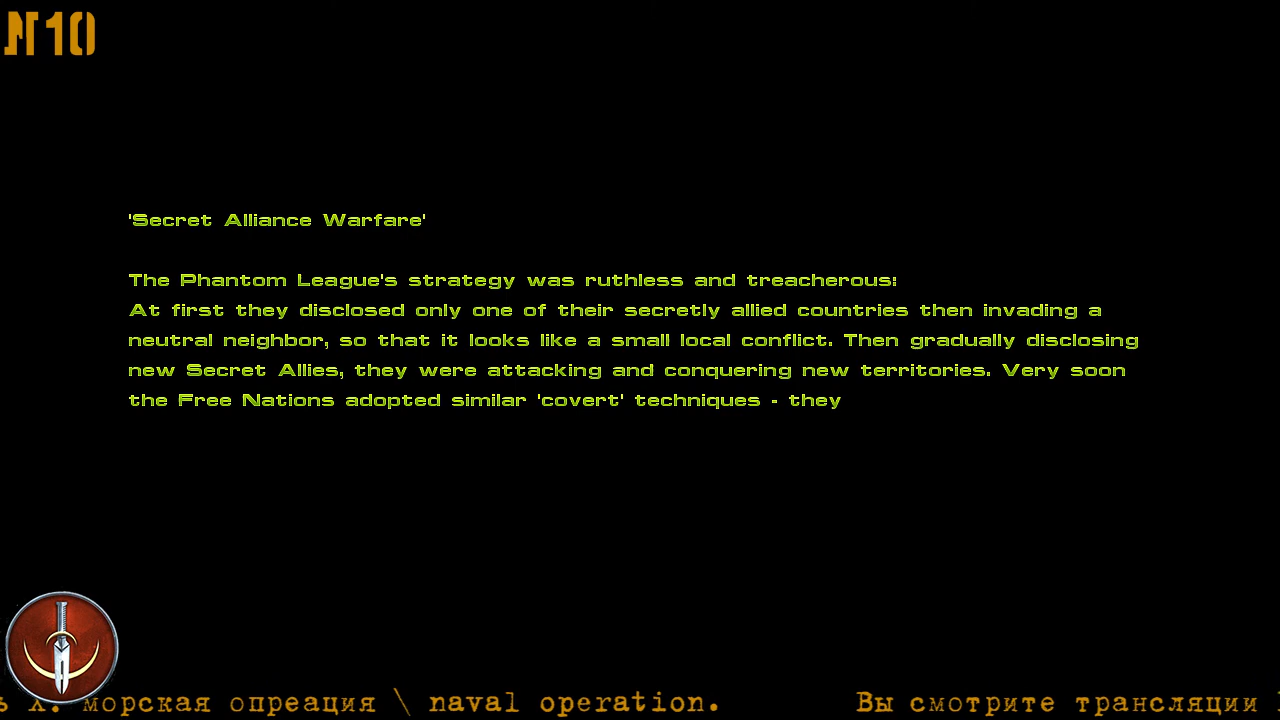 N10
'Secret Alliance Warfare'
The Phantom League's strategy was ruthless and treacherous:
At first they disclosed only one of their secretly allied countries then invading a
neutral neighbor, so that it looks like a small local conflict. Then gradually disclosing
new Secret Allies, they were attacking and conquering new territories. Very soon
the Free Nations adopted similar 'covert' techniques - they
морская опреация \ naval operation. Вы смотрите трансляции